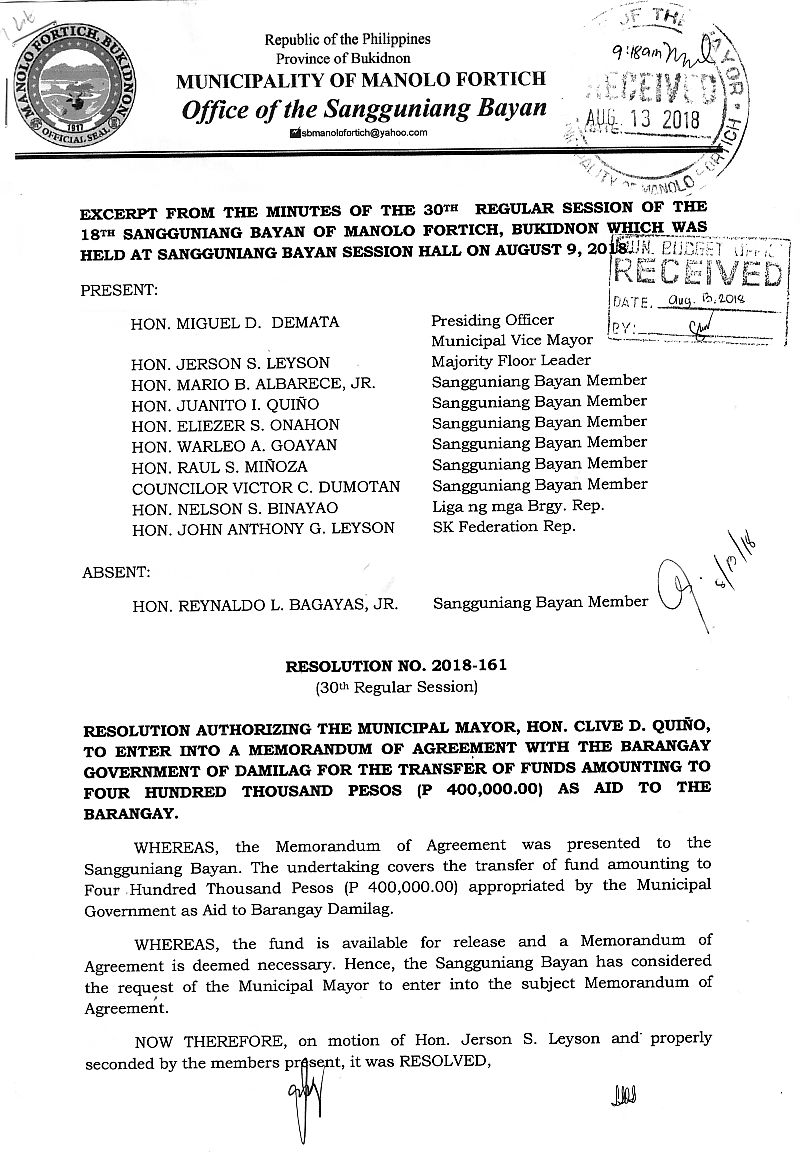 Republic of the Philippines
Province of Bukidnon
MUNICIPALITY OF MANOLO FORTICH
Office of the Sangguniang Bayan
sbmanolofortich@yahoo.com
MANOLO FORTICH, BUKIDNON
1917
OFFICIAL SEAL
OF THE MAYOR
9:18am
RECEIVED
AUG 13 2018
MUNICIPALITY OF MANOLO FORTICH
EXCERPT FROM THE MINUTES OF THE 30TH REGULAR SESSION OF THE
18TH SANGGUNIANG BAYAN OF MANOLO FORTICH, BUKIDNON WHICH WAS
HELD AT SANGGUNIANG BAYAN SESSION HALL ON AUGUST 9, 2018
MUN. BUDGET OFFICE
RECEIVED
DATE. Aug. 13, 2018
BY:
PRESENT:
HON. MIGUEL D. DEMATA Presiding Officer
Municipal Vice Mayor
HON. JERSON S. LEYSON Majority Floor Leader
HON. MARIO B. ALBARECE, JR. Sangguniang Bayan Member
HON. JUANITO I. QUIÑO Sangguniang Bayan Member
HON. ELIEZER S. ONAHON Sangguniang Bayan Member
HON. WARLEO A. GOAYAN Sangguniang Bayan Member
HON. RAUL S. MIÑOZA Sangguniang Bayan Member
COUNCILOR VICTOR C. DUMOTAN Sangguniang Bayan Member
HON. NELSON S. BINAYAO Liga ng mga Brgy. Rep.
HON. JOHN ANTHONY G. LEYSON SK Federation Rep.
ABSENT:
HON. REYNALDO L. BAGAYAS, JR. Sangguniang Bayan Member
8/13/18
RESOLUTION NO. 2018-161
(30th Regular Session)
RESOLUTION AUTHORIZING THE MUNICIPAL MAYOR, HON. CLIVE D. QUIÑO,
TO ENTER INTO A MEMORANDUM OF AGREEMENT WITH THE BARANGAY
GOVERNMENT OF DAMILAG FOR THE TRANSFER OF FUNDS AMOUNTING TO
FOUR HUNDRED THOUSAND PESOS (P 400,000.00) AS AID TO THE
BARANGAY.
WHEREAS, the Memorandum of Agreement was presented to the
Sangguniang Bayan. The undertaking covers the transfer of fund amounting to
Four Hundred Thousand Pesos (P 400,000.00) appropriated by the Municipal
Government as Aid to Barangay Damilag.
WHEREAS, the fund is available for release and a Memorandum of
Agreement is deemed necessary. Hence, the Sangguniang Bayan has considered
the request of the Municipal Mayor to enter into the subject Memorandum of
Agreement.
NOW THEREFORE, on motion of Hon. Jerson S. Leyson and properly
seconded by the members present, it was RESOLVED,